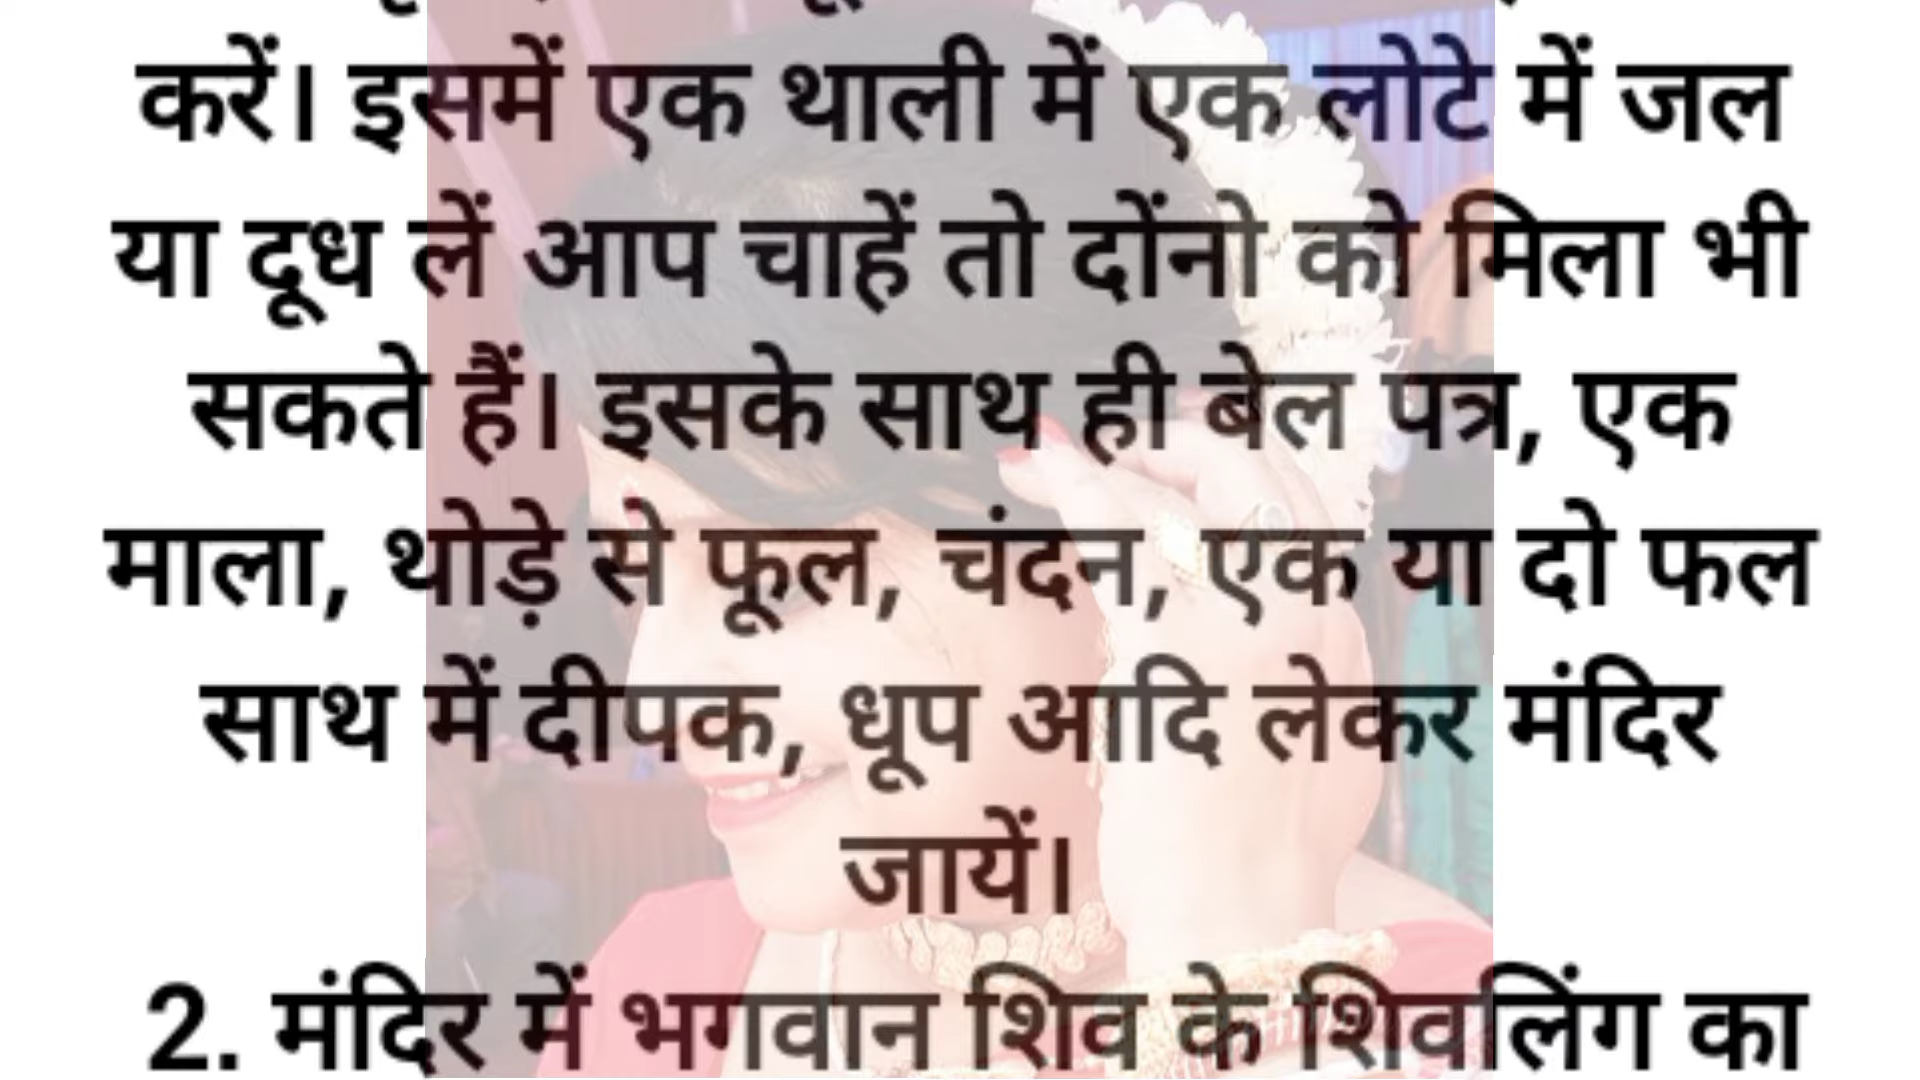 करें। इसमें एक थाली में एक लोटे में जल
या दूध लें आप चाहें तो दोंनो को मिला भी
सकते हैं। इसके साथ ही बेल पत्र, एक
माला, थोड़े से फूल, चंदन, एक या दो फल
साथ में दीपक, धूप आदि लेकर मंदिर
जायें।
2. मंदिर में भगवान शिव के शिवलिंग का